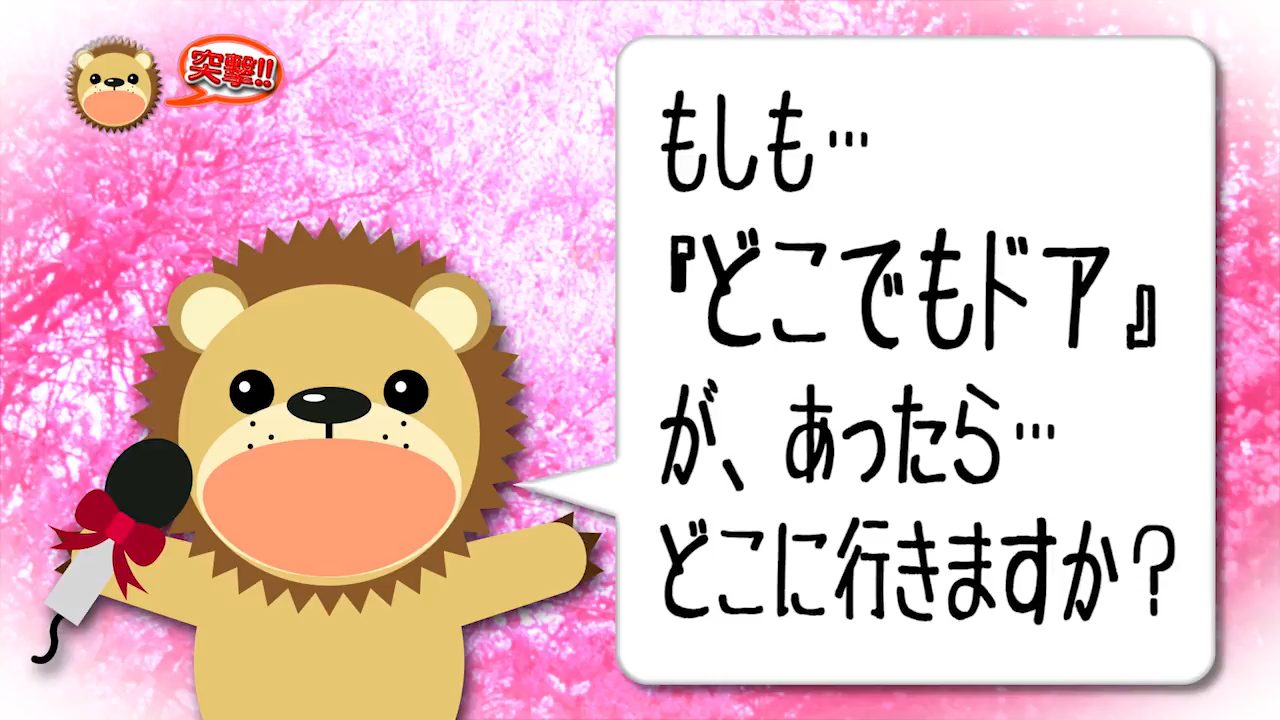 突撃!!
もしも…
『どこでもドア』
が、あったら…
どこに行きますか？